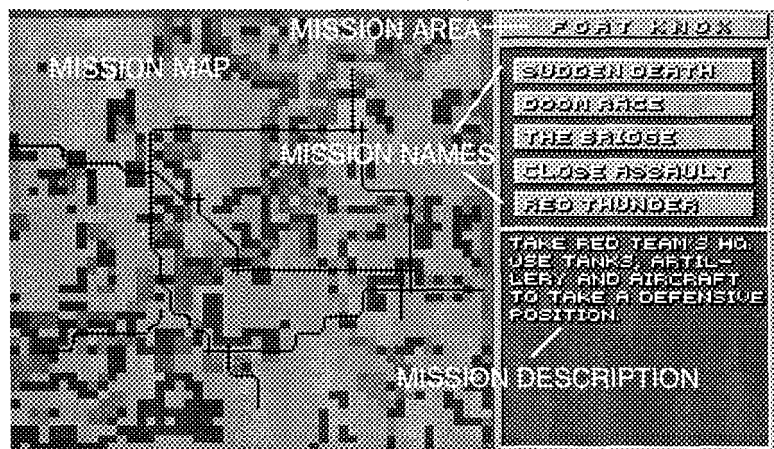 MISSION AREA
FORT KNOX
MISSION MAP
SUDDEN DEATH
DOOM RACE
THE BRIDGE
MISSION NAMES
CLOSE ASSAULT
RED THUNDER
TAKE RED TEAM'S HQ.
USE TANKS, ARTIL-
LERY AND AIRCRAFT
TO TAKE A DEFENSIVE
POSITION.
MISSION DESCRIPTION